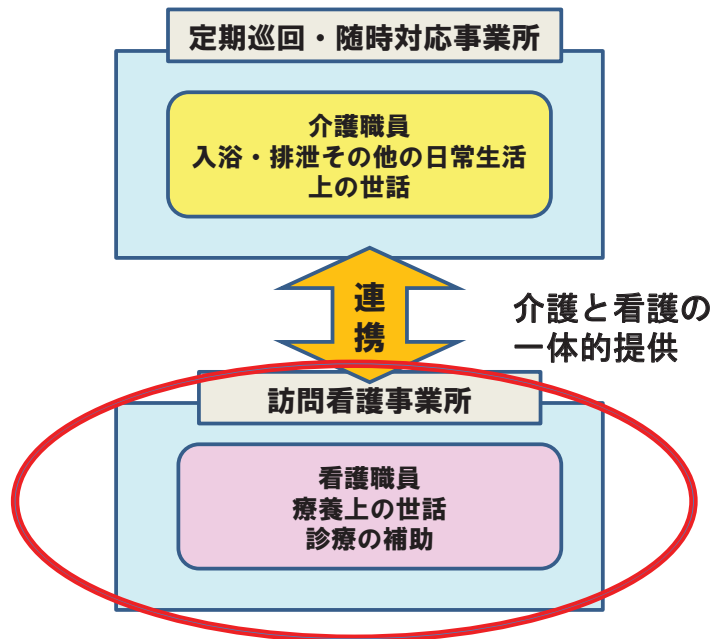 定期巡回・随時対応事業所
介護職員
入浴・排泄その他の日常生活
上の世話
連
携
介護と看護の
一体的提供
訪問看護事業所
看護職員
療養上の世話
診療の補助